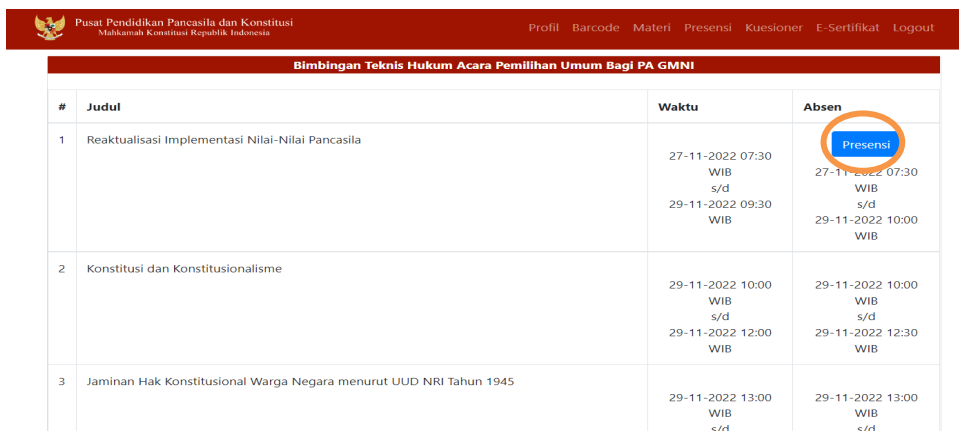 Pusat Pendidikan Pancasila dan Konstitusi
Mahkamah Konstitusi Republik Indonesia
Profil Barcode Materi Presensi Kuesioner E-Sertifikat Logout
Bimbingan Teknis Hukum Acara Pemilihan Umum Bagi PA GMNI
# Judul Waktu Absen
1 Reaktualisasi Implementasi Nilai-Nilai Pancasila
Presensi
27-11-2022 07:30
WIB
s/d
29-11-2022 09:30
WIB
27-11-2022 07:30
WIB
s/d
29-11-2022 10:00
WIB
2 Konstitusi dan Konstitusionalisme
29-11-2022 10:00
WIB
s/d
29-11-2022 12:00
WIB
29-11-2022 10:00
WIB
s/d
29-11-2022 12:30
WIB
3 Jaminan Hak Konstitusional Warga Negara menurut UUD NRI Tahun 1945
29-11-2022 13:00
WIB
s/d
29-11-2022 13:00
WIB
s/d